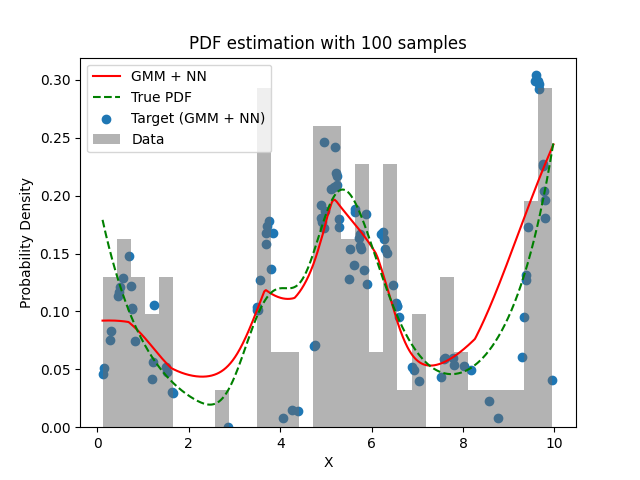 PDF estimation with 100 samples
GMM + NN
True PDF
Target (GMM + NN)
Data
Probability Density
0.30
0.25
0.20
0.15
0.10
0.05
0.00
0 2 4 6 8 10
X